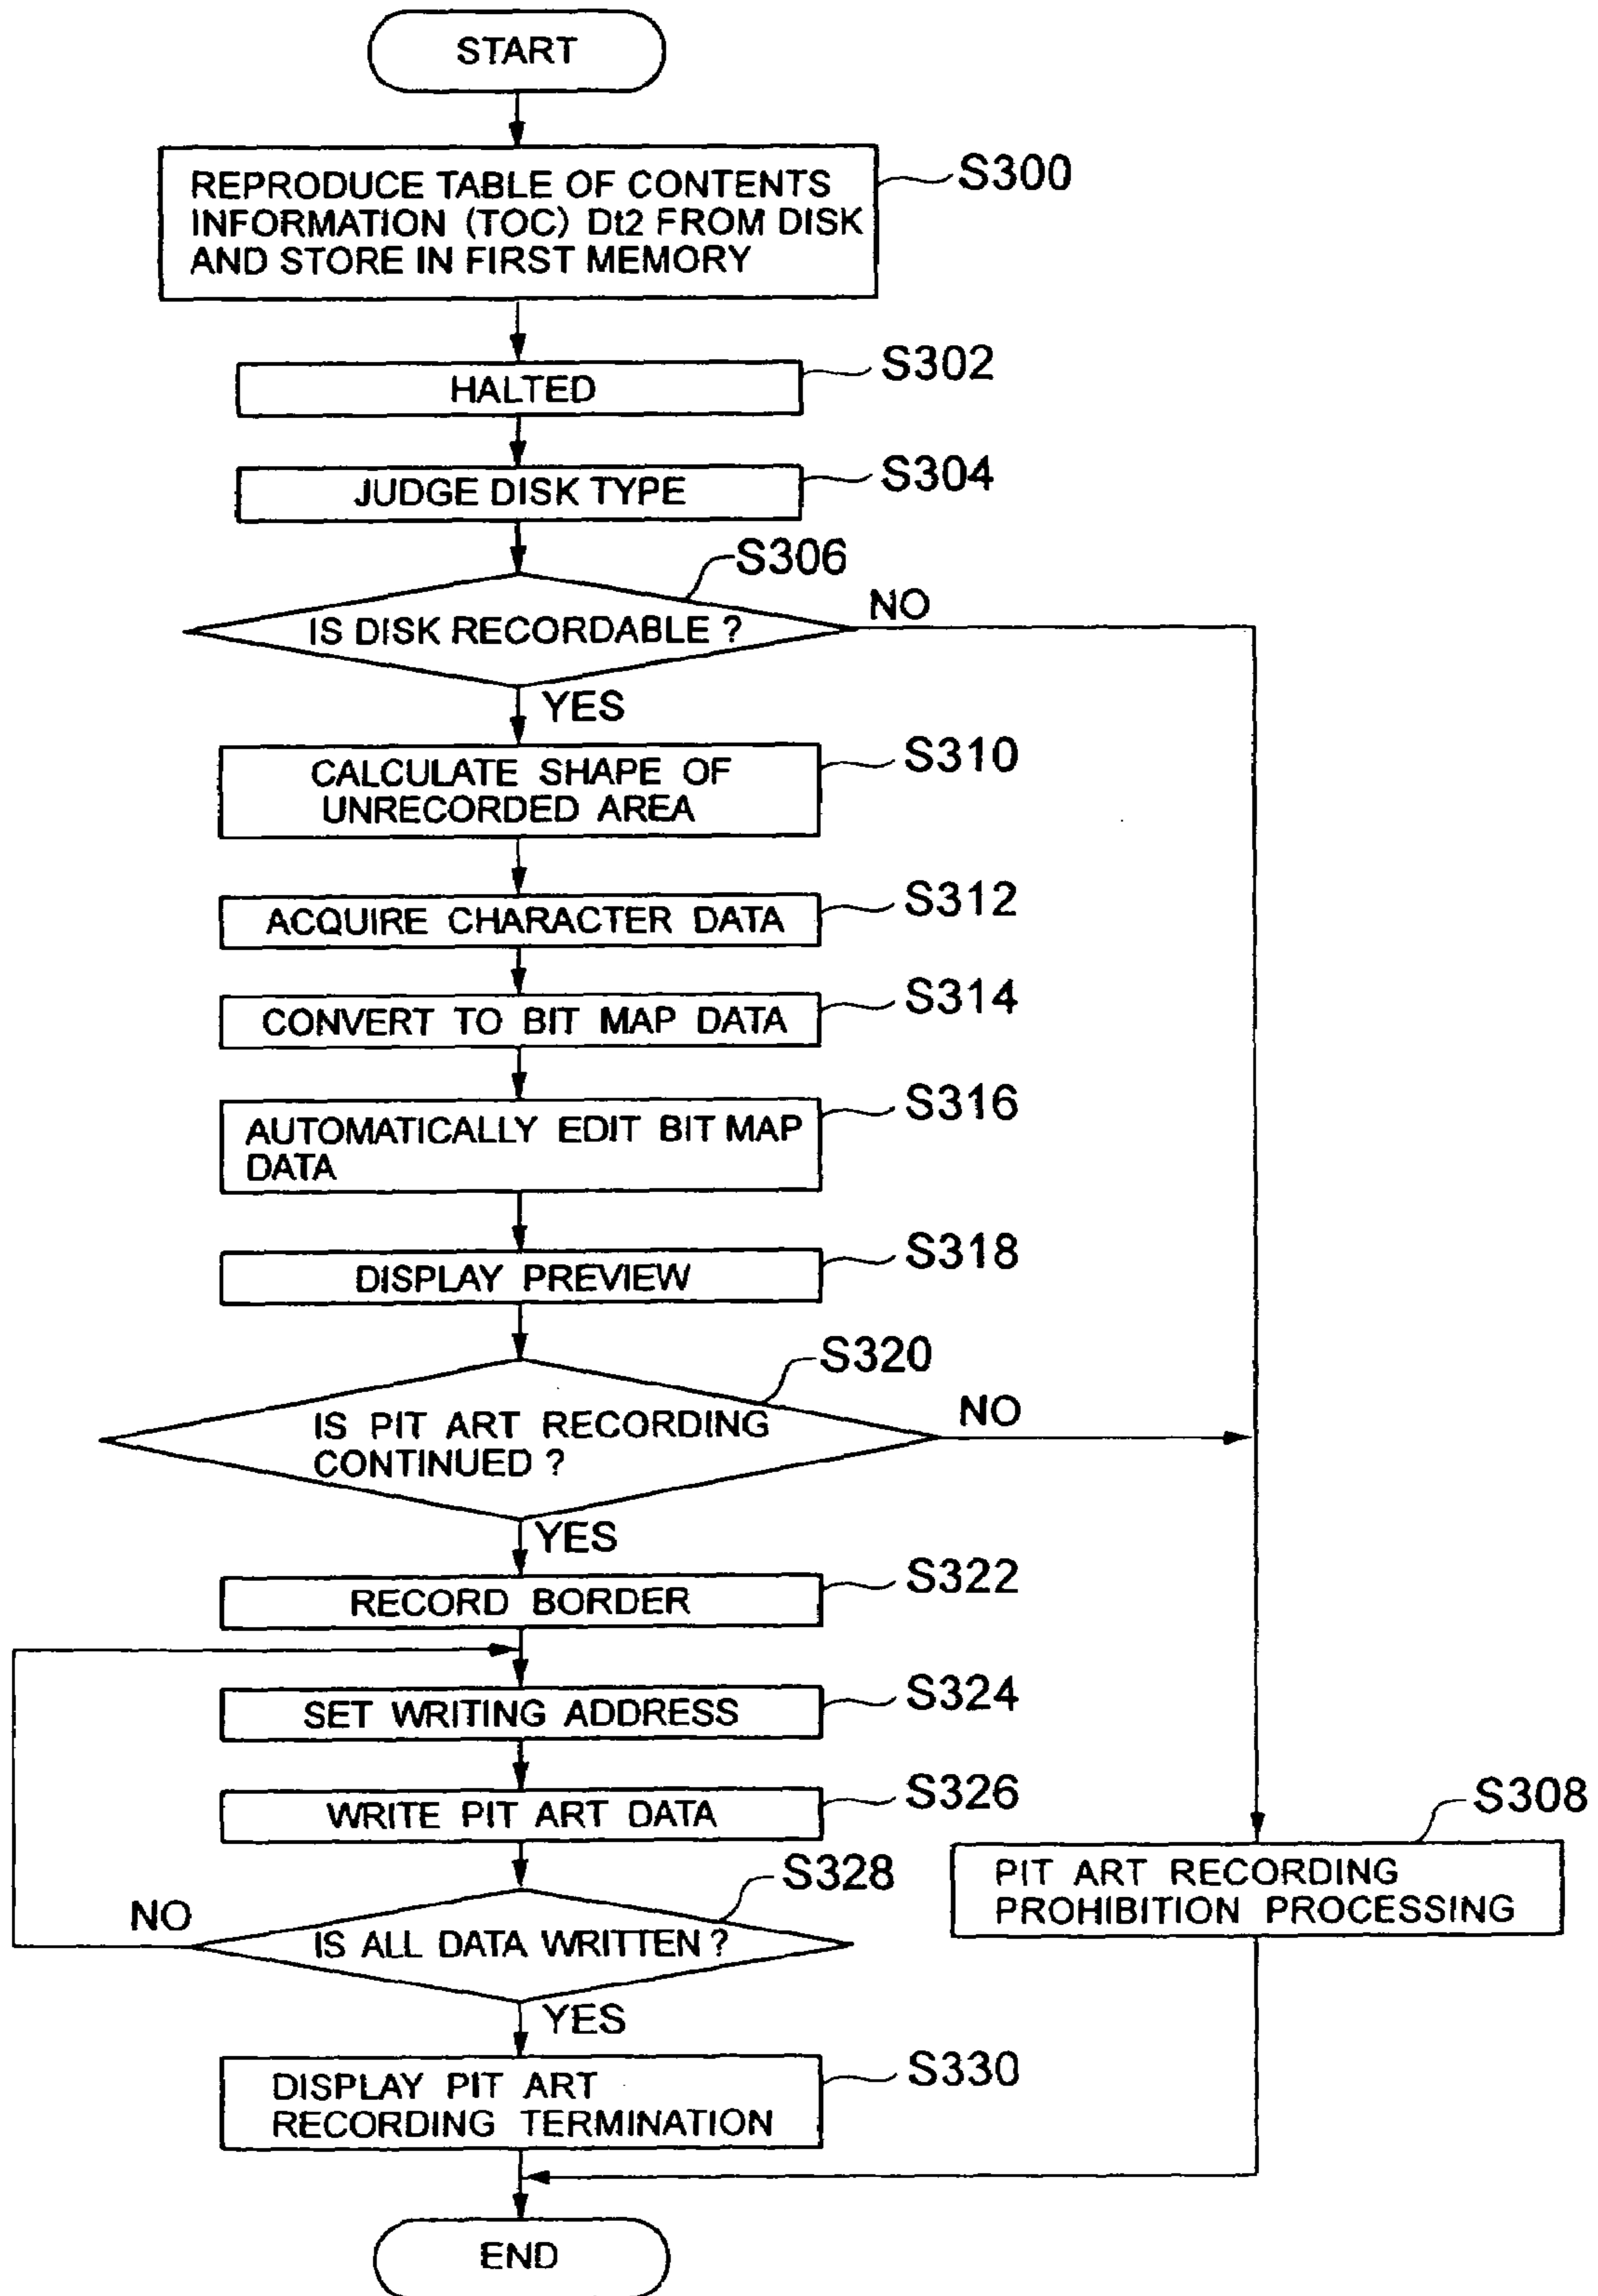 START
REPRODUCE TABLE OF CONTENTS
INFORMATION (TOC) Dt2 FROM DISK
AND STORE IN FIRST MEMORY
S300
HALTED
S302
JUDGE DISK TYPE
S304
S306
IS DISK RECORDABLE ?
NO
YES
CALCULATE SHAPE OF
UNRECORDED AREA
S310
ACQUIRE CHARACTER DATA
S312
CONVERT TO BIT MAP DATA
S314
AUTOMATICALLY EDIT BIT MAP
DATA
S316
DISPLAY PREVIEW
S318
S320
IS PIT ART RECORDING
CONTINUED ?
NO
YES
RECORD BORDER
S322
SET WRITING ADDRESS
S324
WRITE PIT ART DATA
S326
S328
IS ALL DATA WRITTEN ?
NO
YES
S308
PIT ART RECORDING
PROHIBITION PROCESSING
DISPLAY PIT ART
RECORDING TERMINATION
S330
END